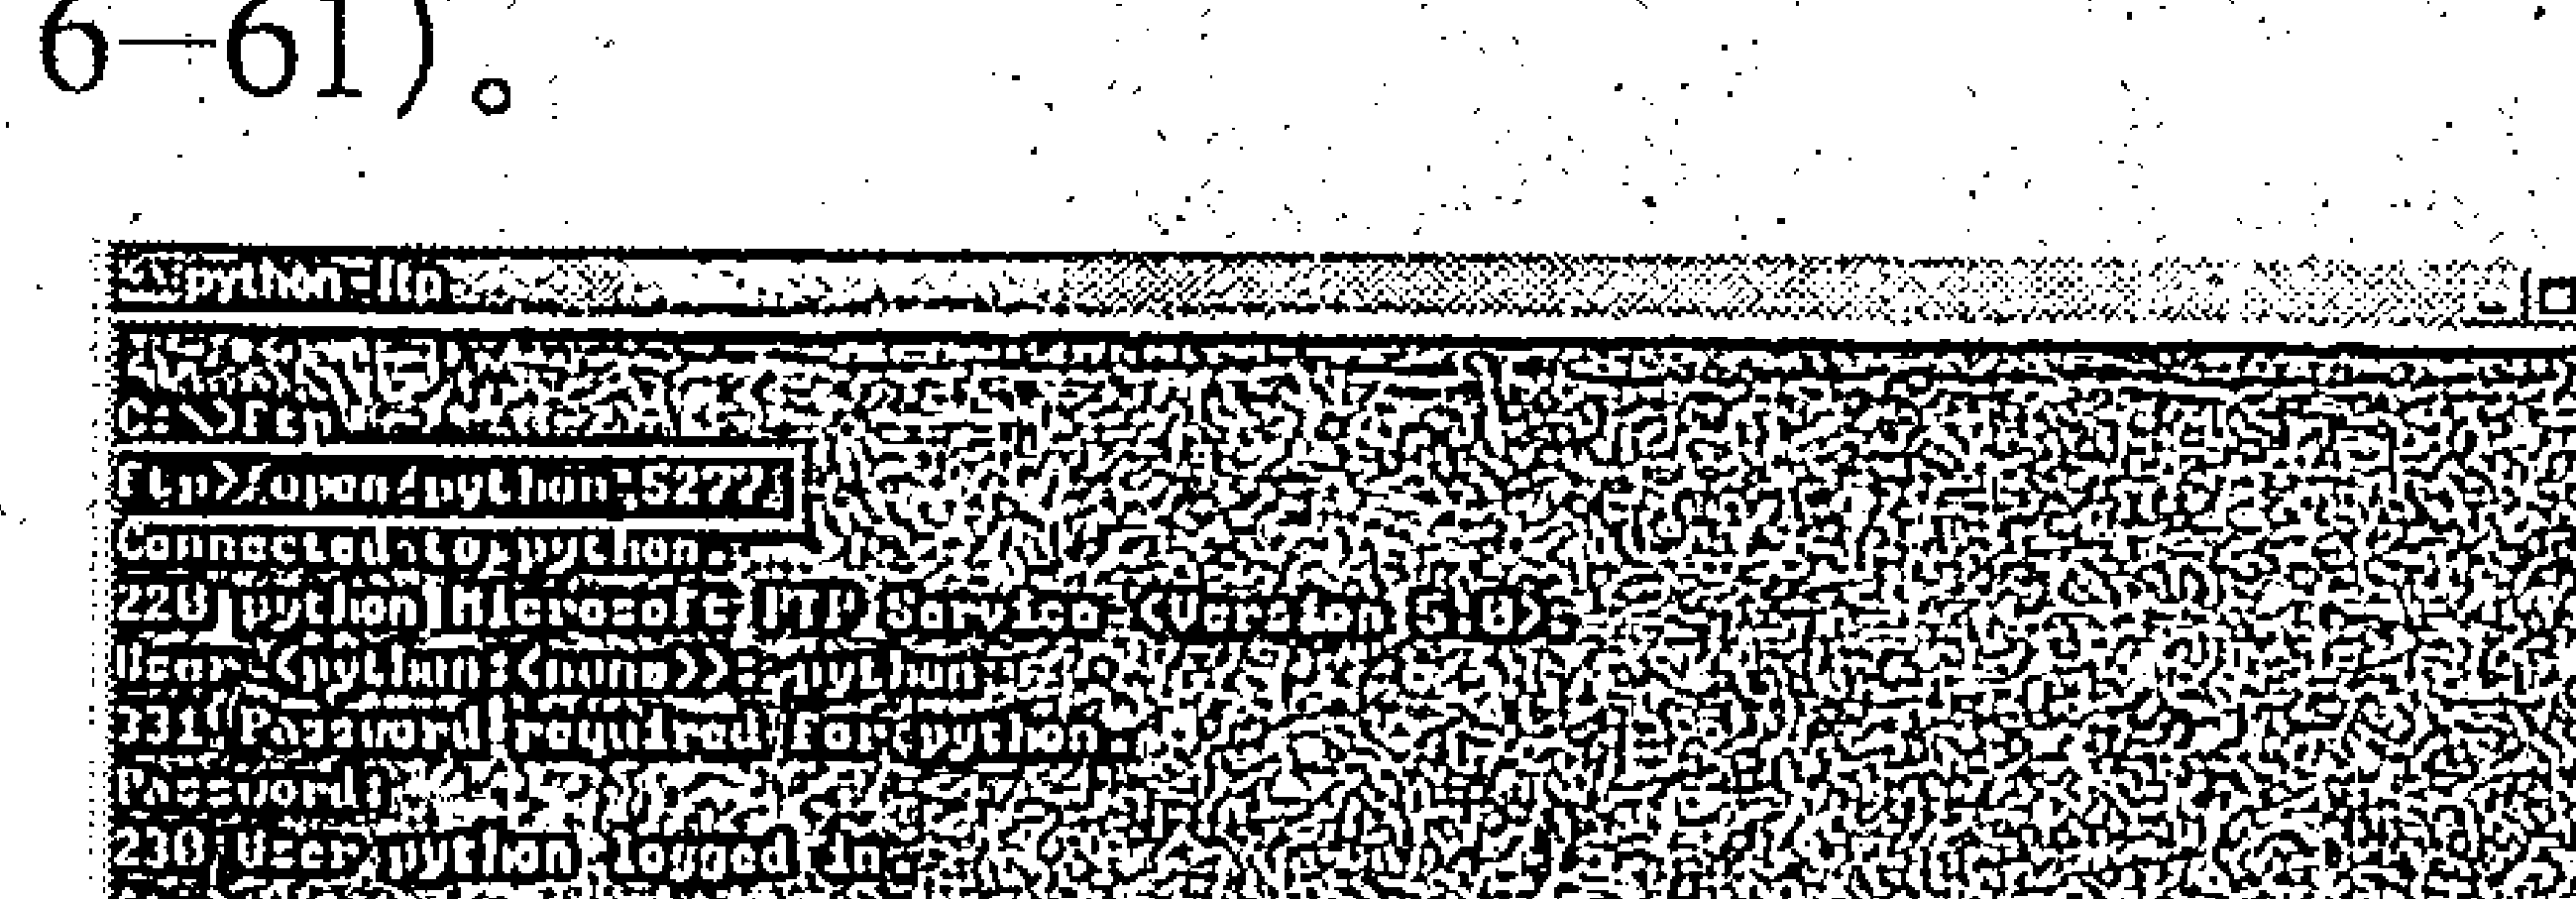 6—61)。
python - ftp
C:\>ftp
ftp> open python 5277
Connected to python.
220 python Microsoft FTP Service (Version 5.0).
User (python:(none)): python
331 Password required for python.
Password:
230 User python logged in.